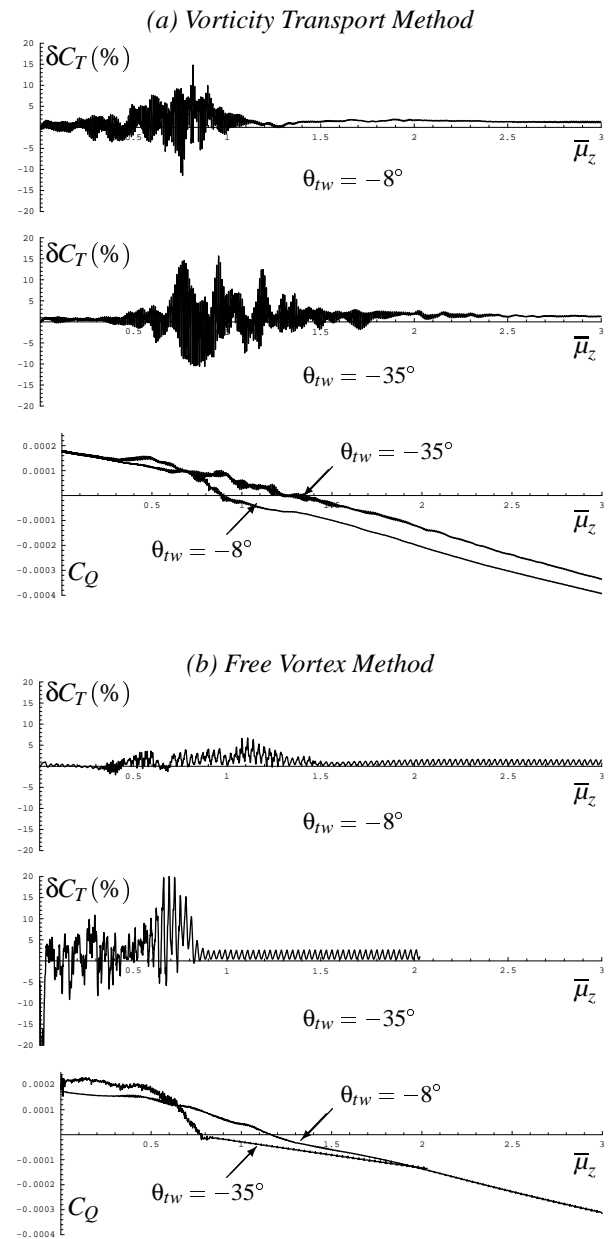 (a) Vorticity Transport Method
20
δC_T (%)
15
10
5
0.5 1 1.5 2 2.5 3
-5
-10
-15
-20
μ̅_z
θ_tw = −8°
20
δC_T (%)
15
10
5
0.5 1 1.5 2 2.5 3
-5
-10
-15
-20
μ̅_z
θ_tw = −35°
0.0002
0.0001
θ_tw = −35°
0.5 1 1.5 2 2.5 3
-0.0001
-0.0002
-0.0003
-0.0004
μ̅_z
θ_tw = −8°
C_Q
(b) Free Vortex Method
20
δC_T (%)
15
10
5
0.5 1 1.5 2 2.5 3
-5
-10
-15
-20
μ̅_z
θ_tw = −8°
20
δC_T (%)
15
10
5
0.5 1 1.5 2 2.5 3
-5
-10
-15
-20
μ̅_z
θ_tw = −35°
0.0002
0.0001
θ_tw = −8°
0.5 1 1.5 2 2.5 3
-0.0001
-0.0002
-0.0003
-0.0004
μ̅_z
θ_tw = −35°
C_Q